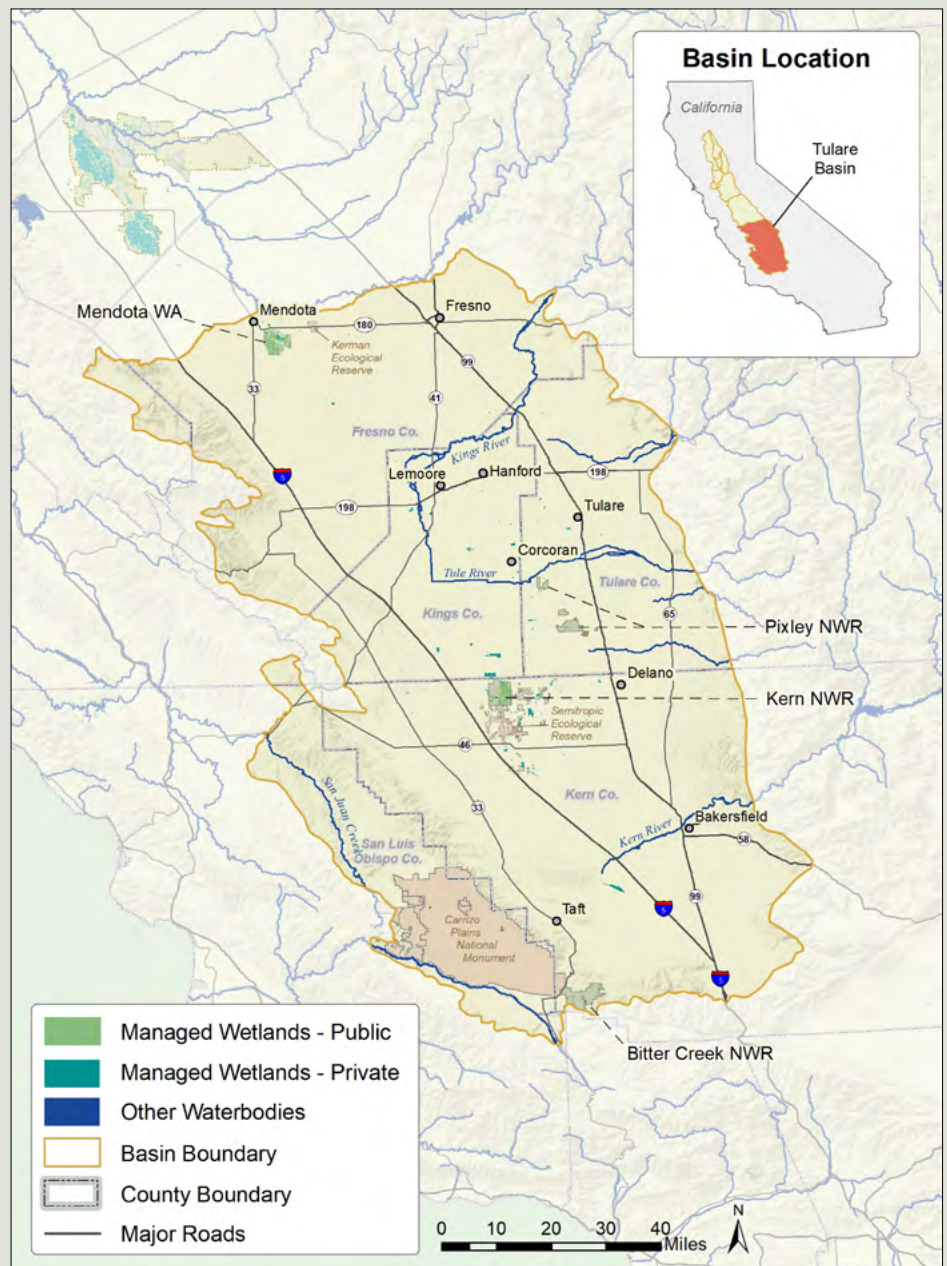 Basin Location
California
Tulare
Basin
Mendota WA
Mendota
Fresno
180
Kerman
Ecological
Reserve
33
99
41
Fresno Co.
Kings River
5
Lemoore
Hanford
198
198
Tulare
Corcoran
Tule River
Tulare Co.
Kings Co.
65
Pixley NWR
Delano
Kern NWR
Semitropic
Ecological
Reserve
46
San Juan Creek
33
Kern Co.
Bakersfield
Kern River
58
San Luis
Obispo Co.
99
5
Taft
Carrizo
Plains
National
Monument
5
Bitter Creek NWR
Managed Wetlands - Public
Managed Wetlands - Private
Other Waterbodies
Basin Boundary
County Boundary
Major Roads
0 10 20 30 40
Miles
N